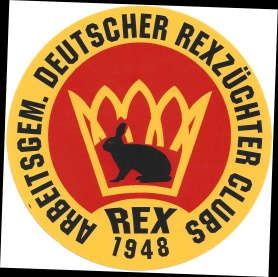 ARBEITSGEM. DEUTSCHER REXZÜCHTER CLUBS
REX
1948